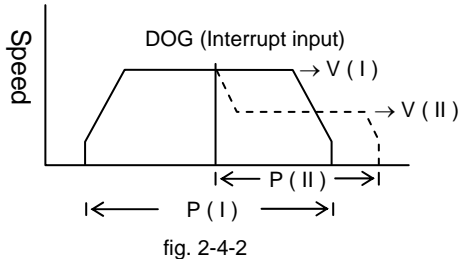 Speed
DOG (Interrupt input)
V ( I )
V ( II )
P ( II )
P ( I )
fig. 2-4-2